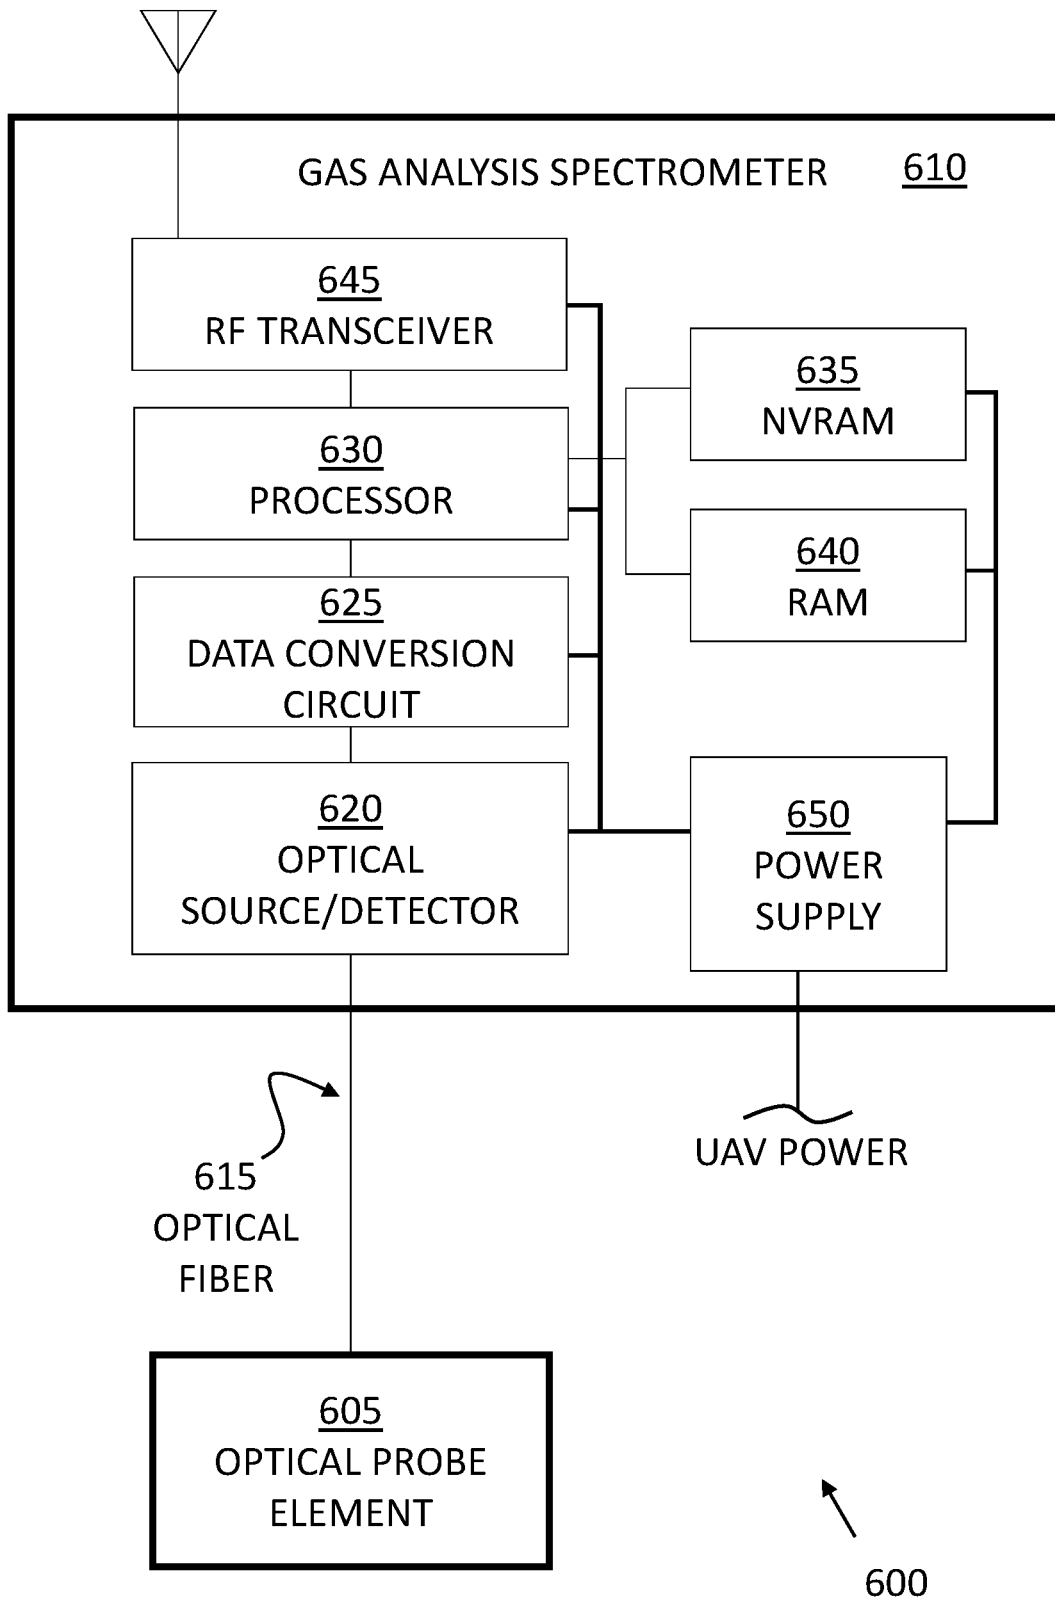 GAS ANALYSIS SPECTROMETER 610
645
RF TRANSCEIVER
635
NVRAM
630
PROCESSOR
640
RAM
625
DATA CONVERSION
CIRCUIT
620
OPTICAL
SOURCE/DETECTOR
650
POWER
SUPPLY
UAV POWER
615
OPTICAL
FIBER
605
OPTICAL PROBE
ELEMENT
600